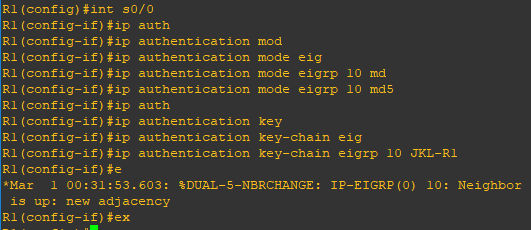 R1(config)#int s0/0
R1(config-if)#ip auth
R1(config-if)#ip authentication mod
R1(config-if)#ip authentication mode eig
R1(config-if)#ip authentication mode eigrp 10 md
R1(config-if)#ip authentication mode eigrp 10 md5
R1(config-if)#ip auth
R1(config-if)#ip authentication key
R1(config-if)#ip authentication key-chain eig
R1(config-if)#ip authentication key-chain eigrp 10 JKL-R1
R1(config-if)#e
*Mar  1 00:31:53.603: %DUAL-5-NBRCHANGE: IP-EIGRP(0) 10: Neighbor
 is up: new adjacency
R1(config-if)#ex